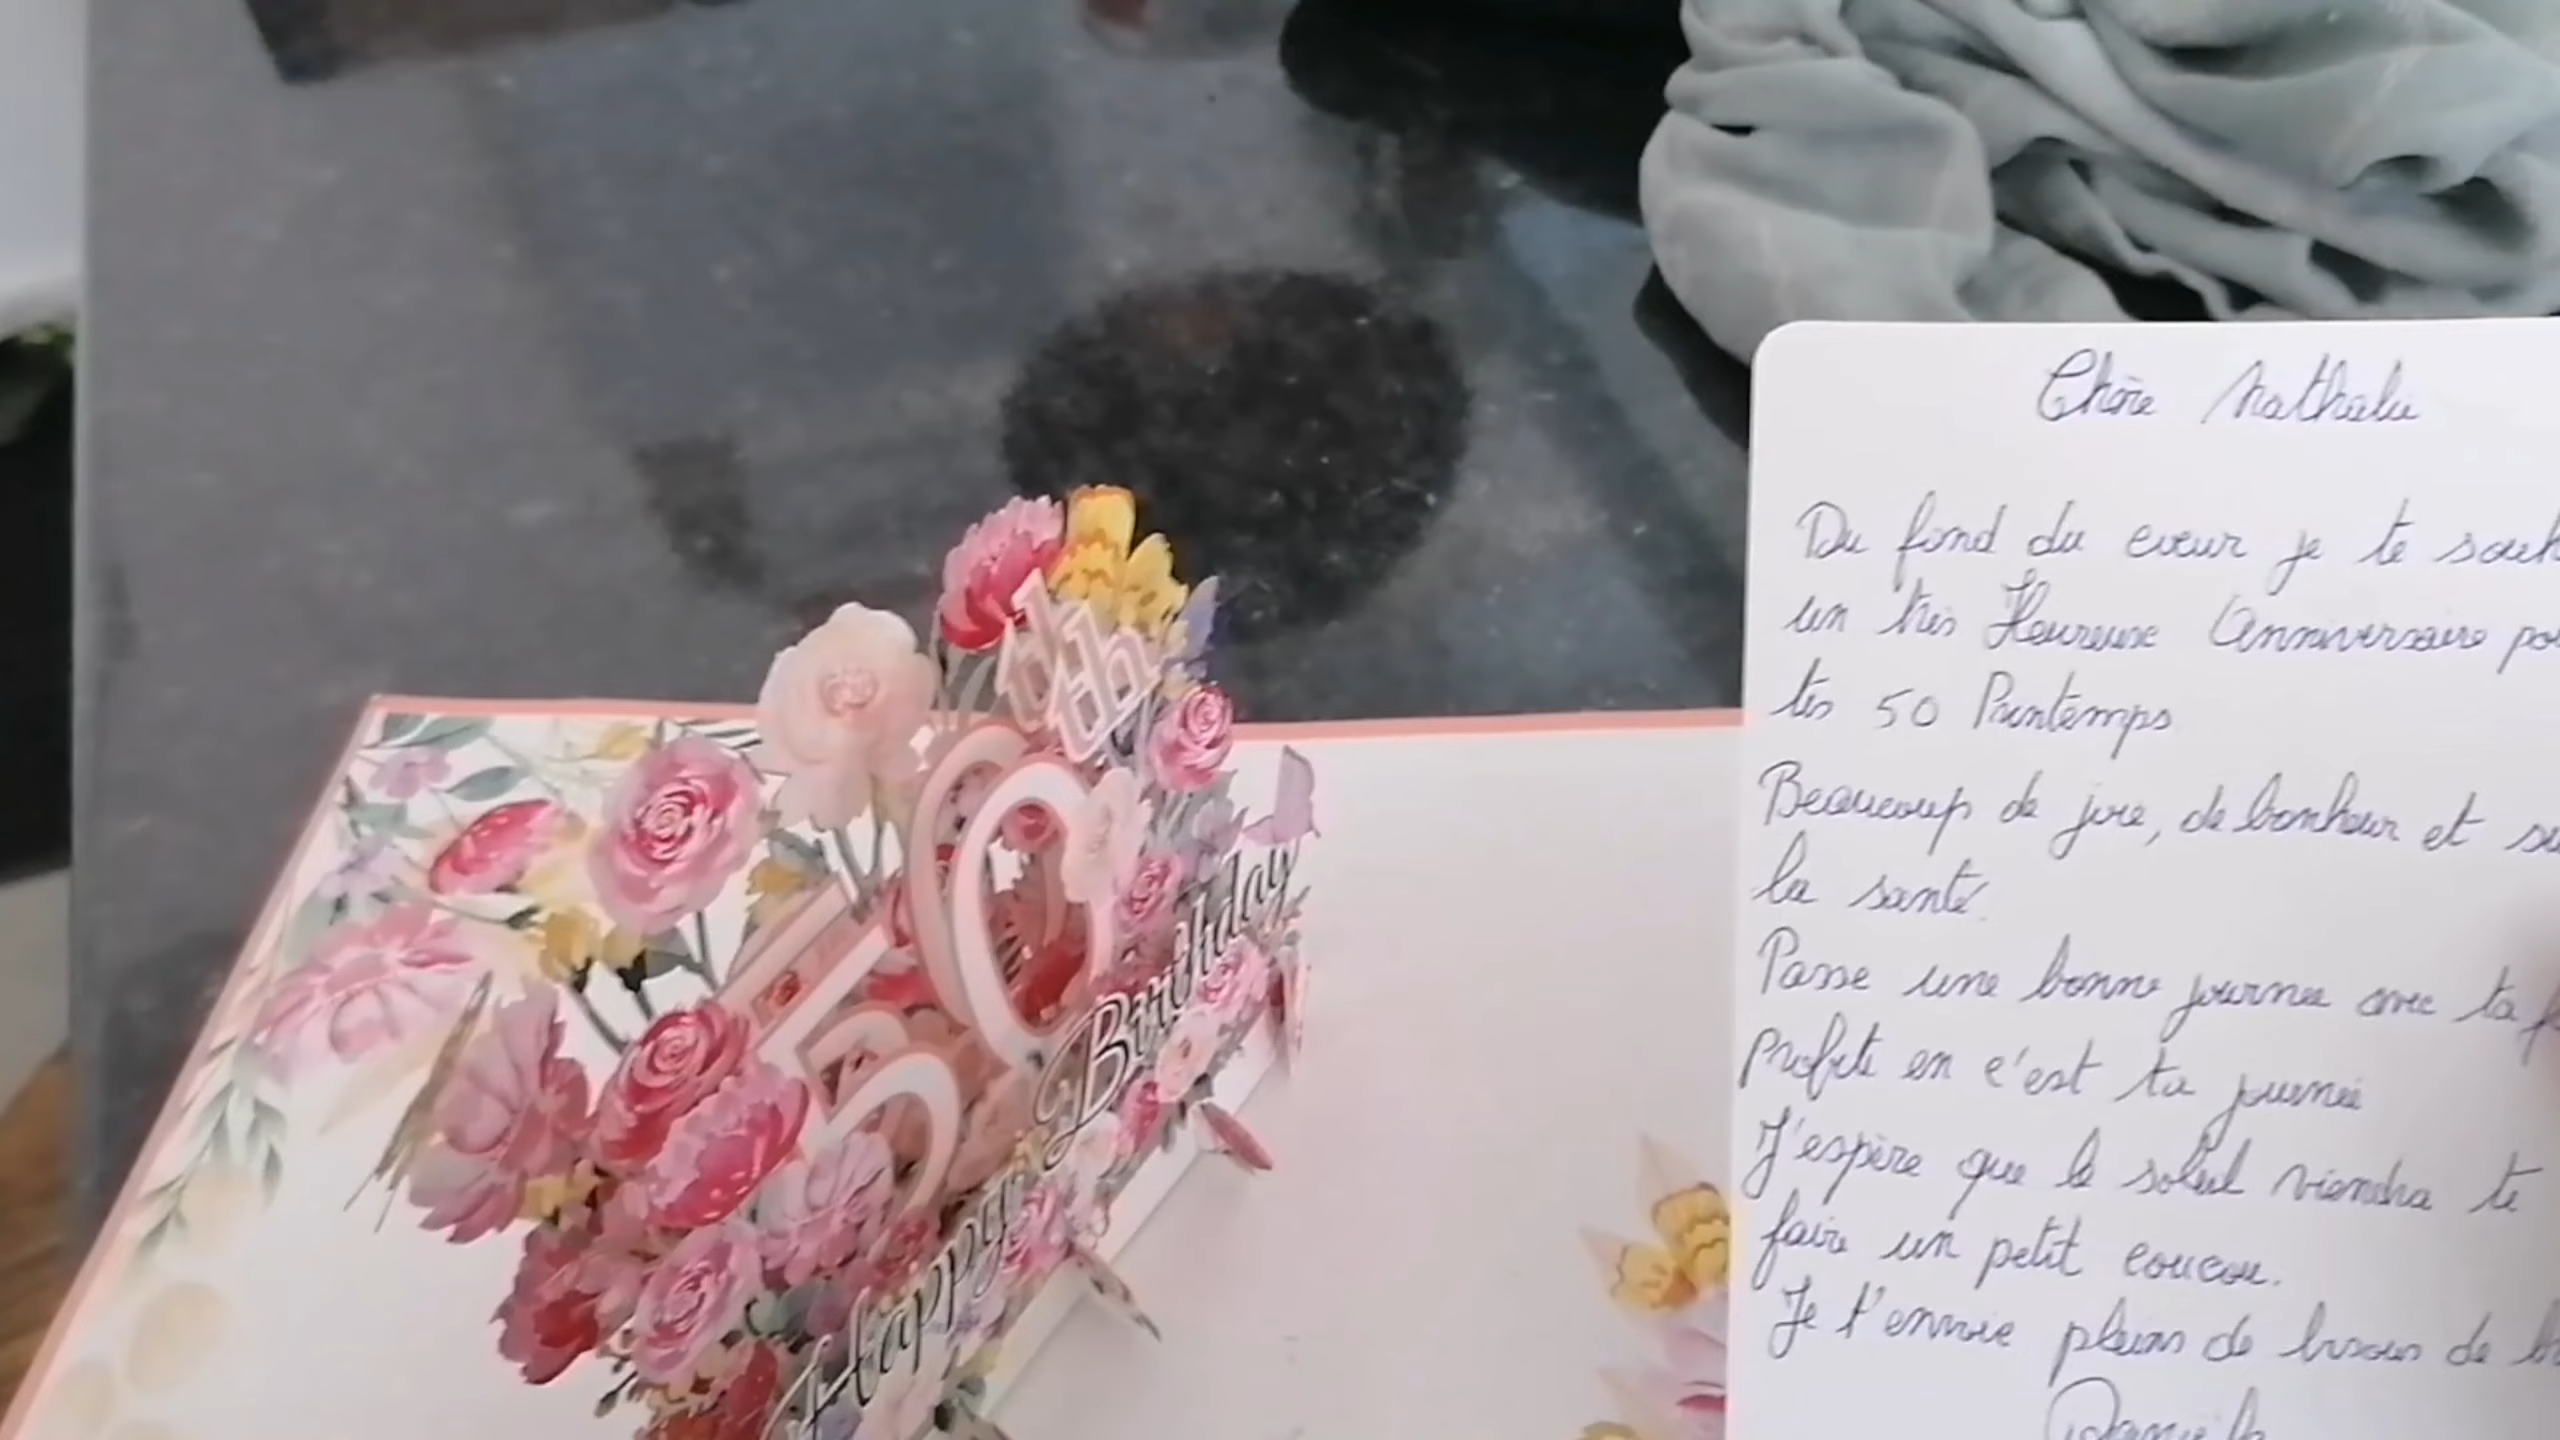 50th
Happy Birthday
Chère Nathalie
Du fond du cœur je te souh
un très Heureuse Anniversaire po
tes 50 Printemps
Beaucoup de joie, de bonheur et su
la santé.
Passe une bonne journée avec ta f
profite en c'est ta journée
J'espère que le soleil viendra te
faire un petit coucou.
Je t'envoie pleins de bisous de